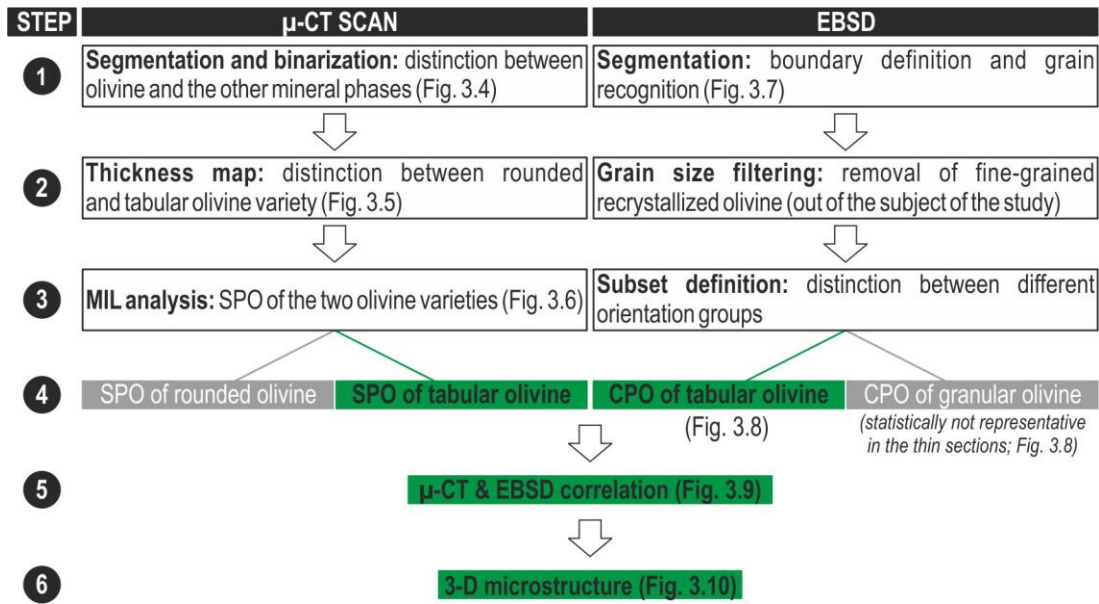 STEP μ-CT SCAN EBSD
1
Segmentation and binarization: distinction between
olivine and the other mineral phases (Fig. 3.4)
Segmentation: boundary definition and grain
recognition (Fig. 3.7)
2
Thickness map: distinction between rounded
and tabular olivine variety (Fig. 3.5)
Grain size filtering: removal of fine-grained
recrystallized olivine (out of the subject of the study)
3
MIL analysis: SPO of the two olivine varieties (Fig. 3.6)
Subset definition: distinction between different
orientation groups
4
SPO of rounded olivine
SPO of tabular olivine
CPO of tabular olivine
(Fig. 3.8)
CPO of granular olivine
(statistically not representative
in the thin sections; Fig. 3.8)
5
μ-CT & EBSD correlation (Fig. 3.9)
6
3-D microstructure (Fig. 3.10)